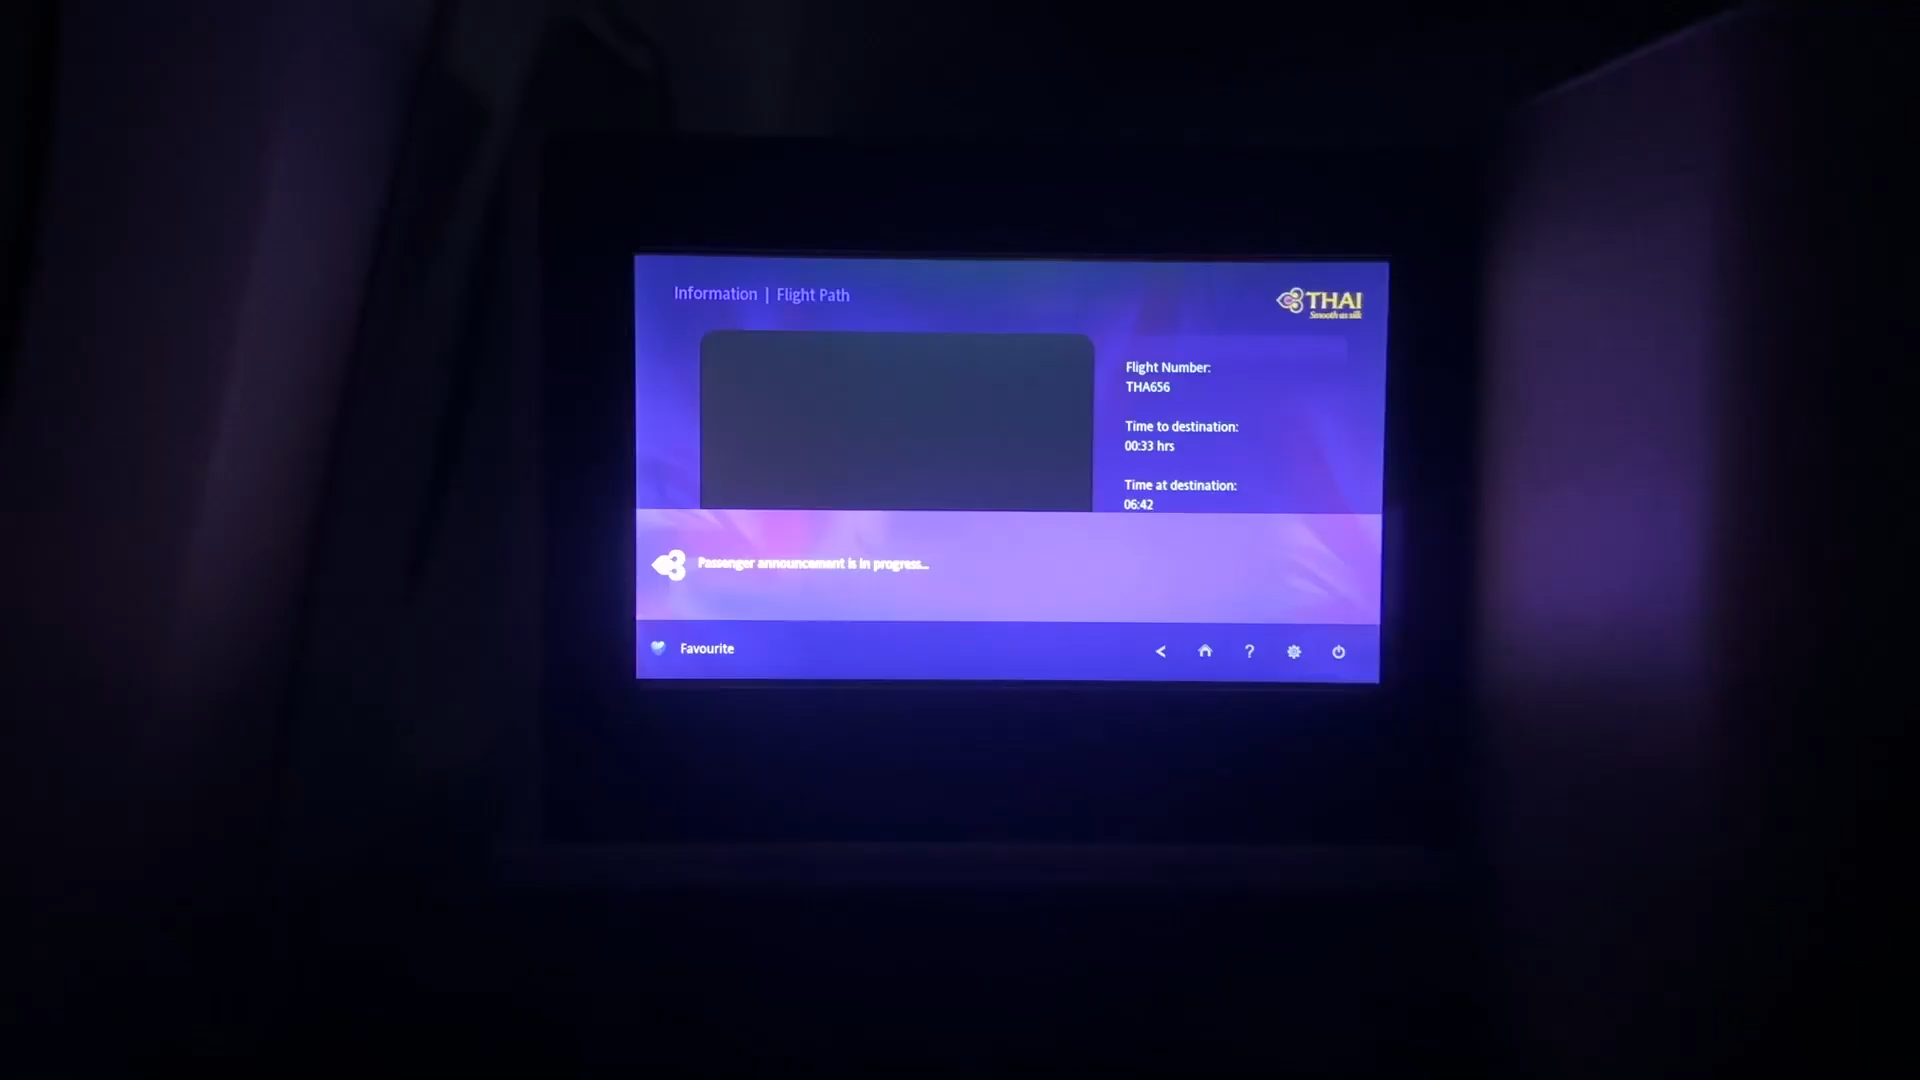 Information | Flight Path
THAI
Smooth as silk
Flight Number:
THA656
Time to destination:
00:33 hrs
Time at destination:
06:42
Passenger announcement is in progress...
Favourite
?